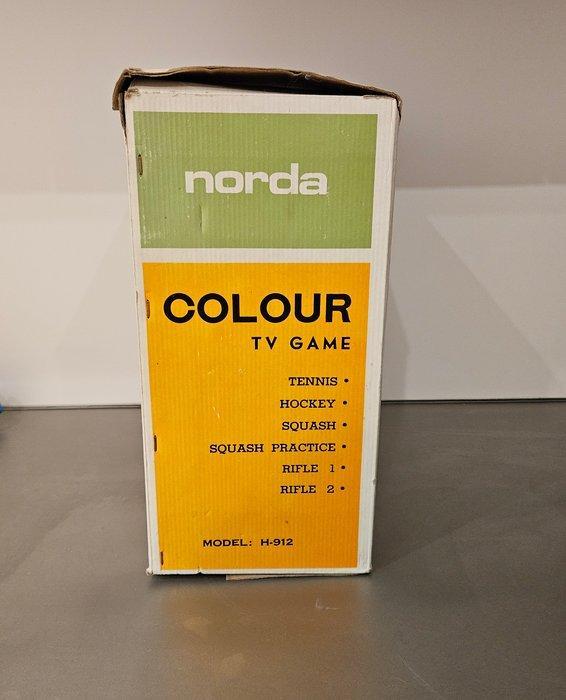 norda
COLOUR
TV GAME
TENNIS •
HOCKEY •
SQUASH •
SQUASH PRACTICE •
RIFLE 1 •
RIFLE 2 •
MODEL: H-912